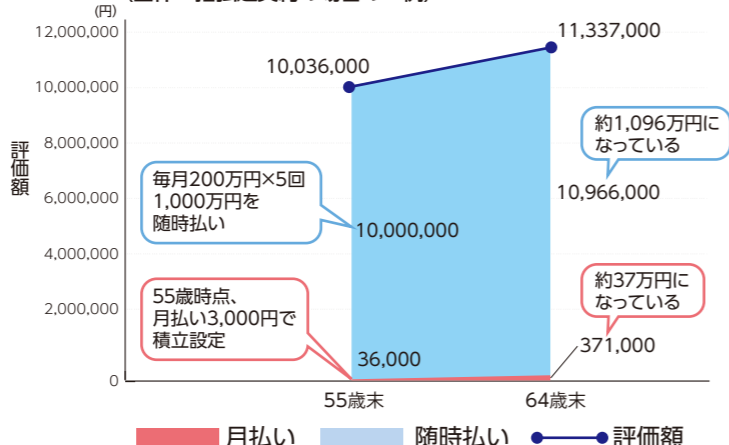 (円)
12,000,000
10,000,000
8,000,000
6,000,000
4,000,000
2,000,000
0
評価額
10,036,000
11,337,000
約1,096万円に
なっている
10,966,000
毎月200万円×5回
1,000万円を
随時払い
10,000,000
55歳時点、
月払い3,000円で
積立設定
36,000
約37万円に
なっている
371,000
55歳末
64歳末
月払い
随時払い
評価額